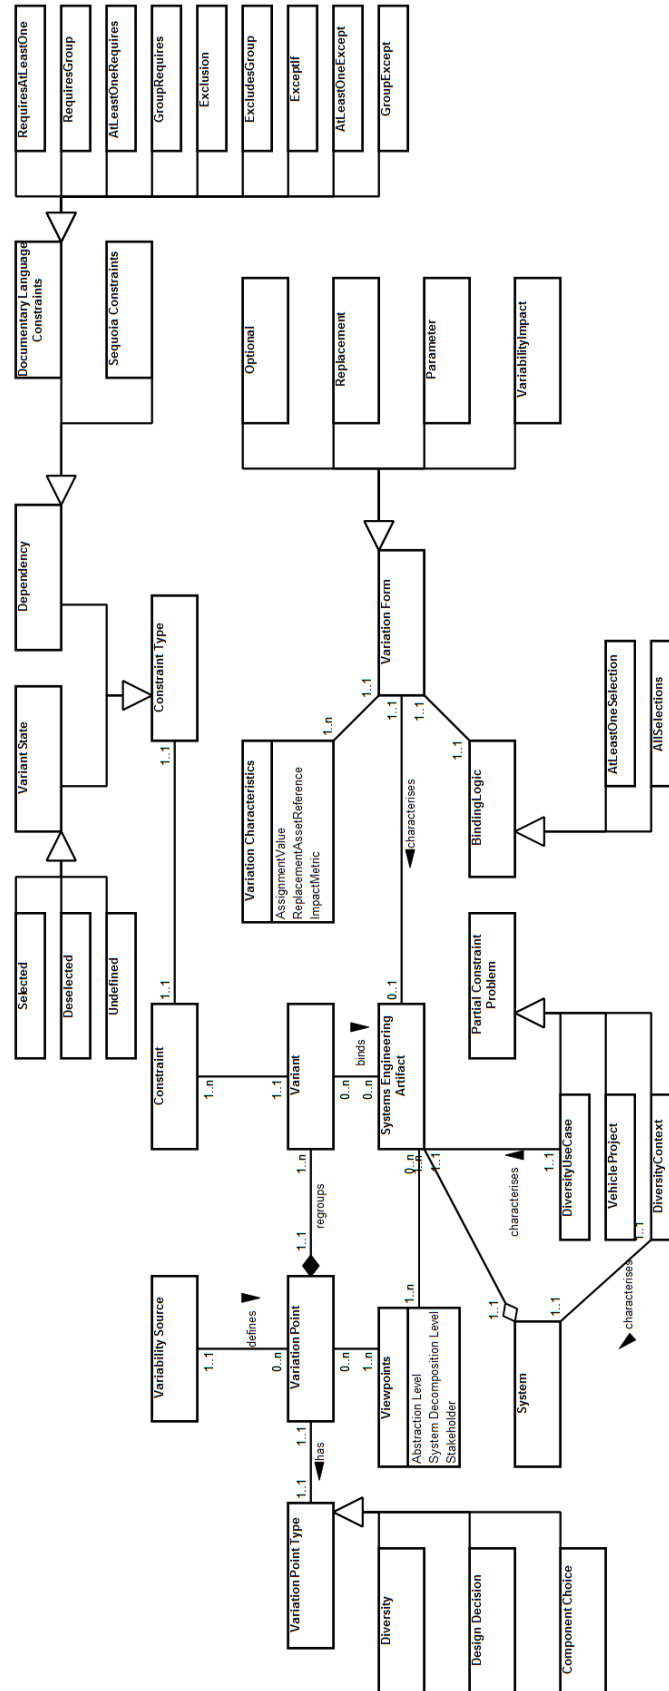 Selected
Deselected
Undefined
Variant State
Dependency
Documentary Language
Constraints
Sequoia Constraints
RequiresAtLeastOne
RequiresGroup
AtLeastOneRequires
GroupRequires
Exclusion
ExcludesGroup
ExceptIf
AtLeastOneExcept
GroupExcept
Variability Source
1..1
defines
0..n
Constraint
1..1
1..1
Constraint Type
1..n
1..1
Variation Point Type
1..1
has
1..1
Variation Point
1..1
regroups
1..n
Variant
0..n
binds
0..n
0..n
1..n
Viewpoints
Abstraction Level
System Decomposition Level
Stakeholder
1..n
0..n
1..n
1..1
Systems Engineering
Artifact
0..1
characterises
1..1
Variation Form
1..1
1..n
Variation Characteristics
AssignmentValue
ReplacementAssetReference
ImpactMetric
1..1
1..1
BindingLogic
AtLeastOneSelection
AllSelections
Optional
Replacement
Parameter
VariabilityImpact
Diversity
Design Decision
Component Choice
1..1
System
1..1
characterises
1..1
characterises
1..1
Partial Constraint
Problem
DiversityUseCase
Vehicle Project
DiversityContext